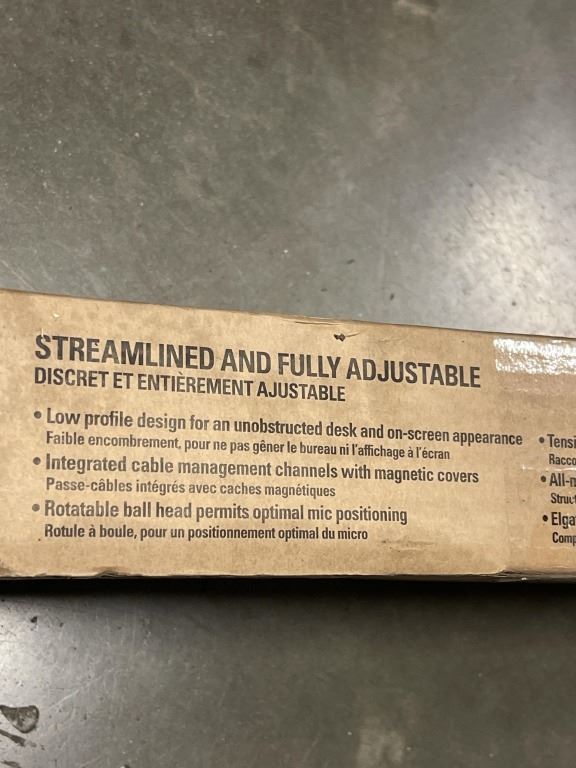 STREAMLINED AND FULLY ADJUSTABLE
DISCRET ET ENTIÈREMENT AJUSTABLE
• Low profile design for an unobstructed desk and on-screen appearance
Faible encombrement, pour ne pas gêner le bureau ni l'affichage à l'écran
• Integrated cable management channels with magnetic covers
Passe-câbles intégrés avec caches magnétiques
• Rotatable ball head permits optimal mic positioning
Rotule à boule, pour un positionnement optimal du micro
• Tensi
Racco
• All-m
Struct
• Elga
Comp